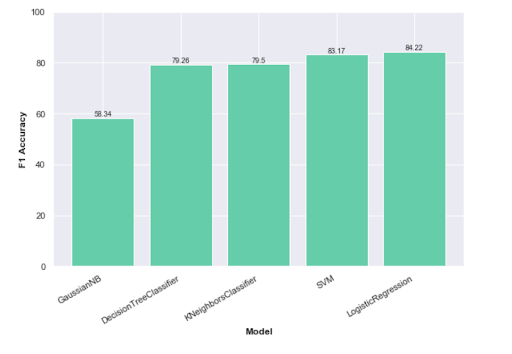 100
80
60
40
20
0
F1 Accuracy
58.34
79.26
79.5
83.17
84.22
GaussianNB
DecisionTreeClassifier
KNeighborsClassifier
SVM
LogisticRegression
Model